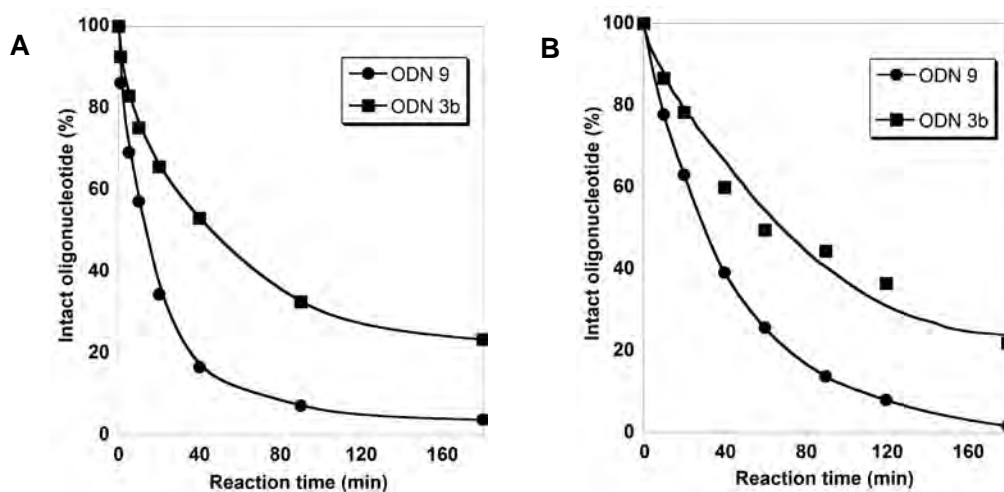 A
Intact oligonucleotide (%)
100
80
60
40
20
0
0 40 80 120 160
Reaction time (min)
ODN 9
ODN 3b
B
Intact oligonucleotide (%)
100
80
60
40
20
0
0 40 80 120 160
Reaction time (min)
ODN 9
ODN 3b